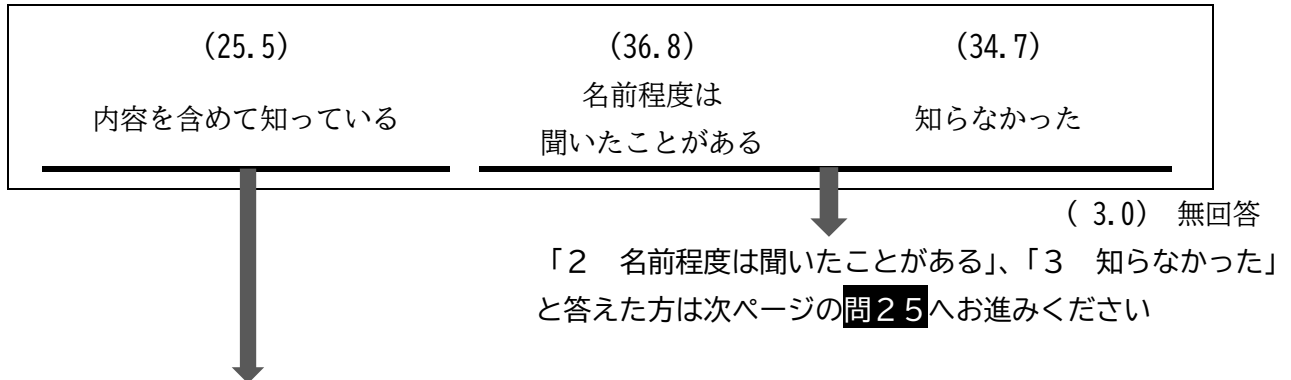 (25.5) (36.8) (34.7)
内容を含めて知っている 名前程度は 知らなかった
聞いたことがある
( 3.0) 無回答
「2 名前程度は聞いたことがある」、「3 知らなかった」
と答えた方は次ページの問25へお進みください